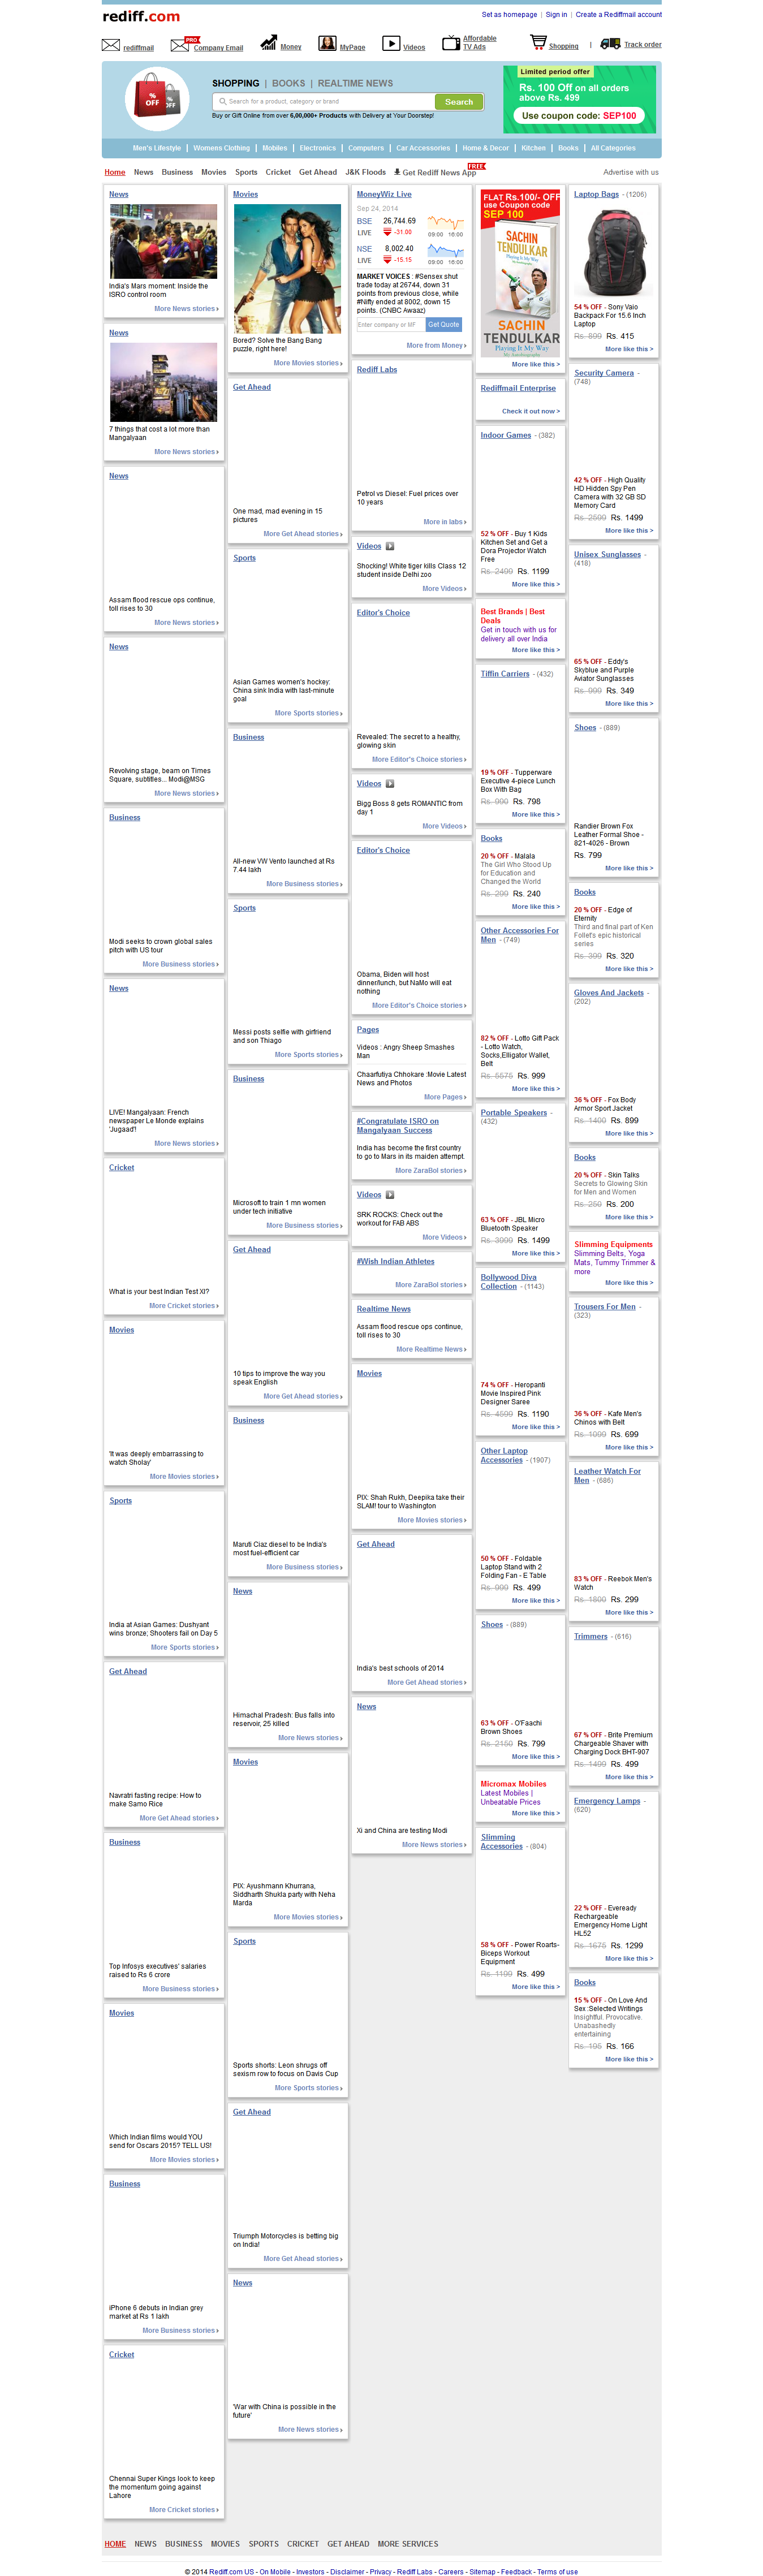 rediff.com
Set as homepage | Sign in | Create a Rediffmail account
rediffmail
PRO
Company Email
Money
MyPage
Videos
Affordable
TV Ads
Shopping
Track order
% OFF
% OFF
SHOPPING | BOOKS | REALTIME NEWS
Search for a product, category or brand
Search
Buy or Gift Online from over 6,00,000+ Products with Delivery at Your Doorstep!
Limited period offer
Rs. 100 Off on all orders
above Rs. 499
Use coupon code: SEP100
Men's Lifestyle | Womens Clothing | Mobiles | Electronics | Computers | Car Accessories | Home & Decor | Kitchen | Books | All Categories
Home News Business Movies Sports Cricket Get Ahead J&K Floods Get Rediff News App
FREE
Advertise with us
News
India's Mars moment: Inside the
ISRO control room
More News stories
News
7 things that cost a lot more than
Mangalyaan
More News stories
News
Assam flood rescue ops continue,
toll rises to 30
More News stories
News
Revolving stage, beam on Times
Square, subtitles... Modi@MSG
More News stories
Business
Modi seeks to crown global sales
pitch with US tour
More Business stories
News
LIVE! Mangalyaan: French
newspaper Le Monde explains
'Jugaad'!
More News stories
Cricket
What is your best Indian Test XI?
More Cricket stories
Movies
'It was deeply embarrassing to
watch Sholay'
More Movies stories
Sports
India at Asian Games: Dushyant
wins bronze; Shooters fail on Day 5
More Sports stories
Get Ahead
Navratri fasting recipe: How to
make Samo Rice
More Get Ahead stories
Business
Top Infosys executives' salaries
raised to Rs 6 crore
More Business stories
Movies
Which Indian films would YOU
send for Oscars 2015? TELL US!
More Movies stories
Business
iPhone 6 debuts in Indian grey
market at Rs 1 lakh
More Business stories
Cricket
Chennai Super Kings look to keep
the momentum going against
Lahore
More Cricket stories
Movies
Bored? Solve the Bang Bang
puzzle, right here!
More Movies stories
Get Ahead
One mad, mad evening in 15
pictures
More Get Ahead stories
Sports
Asian Games women's hockey:
China sink India with last-minute
goal
More Sports stories
Business
All-new VW Vento launched at Rs
7.44 lakh
More Business stories
Sports
Messi posts selfie with girlfriend
and son Thiago
More Sports stories
Business
Microsoft to train 1 mn women
under tech initiative
More Business stories
Get Ahead
10 tips to improve the way you
speak English
More Get Ahead stories
Business
Maruti Ciaz diesel to be India's
most fuel-efficient car
More Business stories
News
Himachal Pradesh: Bus falls into
reservoir, 25 killed
More News stories
Movies
PIX: Ayushmann Khurrana,
Siddharth Shukla party with Neha
Marda
More Movies stories
Sports
Sports shorts: Leon shrugs off
sexism row to focus on Davis Cup
More Sports stories
Get Ahead
Triumph Motorcycles is betting big
on India!
More Get Ahead stories
News
'War with China is possible in the
future'
More News stories
MoneyWiz Live
Sep 24, 2014
BSE 26,744.69
LIVE -31.00
09:00 16:00
NSE 8,002.40
LIVE -15.15
09:00 16:00
MARKET VOICES : #Sensex shut
trade today at 26744, down 31
points from previous close, while
#Nifty ended at 8002, down 15
points. (CNBC Awaaz)
Enter company or MF Get Quote
More from Money
Rediff Labs
Petrol vs Diesel: Fuel prices over
10 years
More in labs
Videos
Shocking! White tiger kills Class 12
student inside Delhi zoo
More Videos
Editor's Choice
Revealed: The secret to a healthy,
glowing skin
More Editor's Choice stories
Videos
Bigg Boss 8 gets ROMANTIC from
day 1
More Videos
Editor's Choice
Obama, Biden will host
dinner/lunch, but NaMo will eat
nothing
More Editor's Choice stories
Pages
Videos : Angry Sheep Smashes
Man
Chaarfutiya Chhokare :Movie Latest
News and Photos
More Pages
#Congratulate ISRO on
Mangalyaan Success
India has become the first country
to go to Mars in its maiden attempt.
More ZaraBol stories
Videos
SRK ROCKS: Check out the
workout for FAB ABS
More Videos
#Wish Indian Athletes
More ZaraBol stories
Realtime News
Assam flood rescue ops continue,
toll rises to 30
More Realtime News
Movies
PIX: Shah Rukh, Deepika take their
SLAM! tour to Washington
More Movies stories
Get Ahead
India's best schools of 2014
More Get Ahead stories
News
Xi and China are testing Modi
More News stories
FLAT Rs.100/- OFF
use Coupon code
SEP 100
SACHIN
TENDULKAR
Playing It My Way
SACHIN
TENDULKAR
Playing It My Way
My Autobiography
More like this >
Rediffmail Enterprise
Check it out now >
Indoor Games - (382)
52 % OFF - Buy 1 Kids
Kitchen Set and Get a
Dora Projector Watch
Free
Rs. 2499 Rs. 1199
More like this >
Best Brands | Best
Deals
Get in touch with us for
delivery all over India
More like this >
Tiffin Carriers - (432)
19 % OFF - Tupperware
Executive 4-piece Lunch
Box With Bag
Rs. 990 Rs. 798
More like this >
Books
20 % OFF - Malala
The Girl Who Stood Up
for Education and
Changed the World
Rs. 299 Rs. 240
More like this >
Other Accessories For
Men - (749)
82 % OFF - Lotto Gift Pack
- Lotto Watch,
Socks,Elligator Wallet,
Belt
Rs. 5575 Rs. 999
More like this >
Portable Speakers -
(432)
63 % OFF - JBL Micro
Bluetooth Speaker
Rs. 3999 Rs. 1499
More like this >
Bollywood Diva
Collection - (1143)
74 % OFF - Heropanti
Movie Inspired Pink
Designer Saree
Rs. 4599 Rs. 1190
More like this >
Other Laptop
Accessories - (1907)
50 % OFF - Foldable
Laptop Stand with 2
Folding Fan - E Table
Rs. 999 Rs. 499
More like this >
Shoes - (889)
63 % OFF - O'Faachi
Brown Shoes
Rs. 2150 Rs. 799
More like this >
Micromax Mobiles
Latest Mobiles |
Unbeatable Prices
More like this >
Slimming
Accessories - (804)
58 % OFF - Power Roarts-
Biceps Workout
Equipment
Rs. 1199 Rs. 499
More like this >
Laptop Bags - (1206)
54 % OFF - Sony Vaio
Backpack For 15.6 Inch
Laptop
Rs. 899 Rs. 415
More like this >
Security Camera -
(748)
42 % OFF - High Quality
HD Hidden Spy Pen
Camera with 32 GB SD
Memory Card
Rs. 2599 Rs. 1499
More like this >
Unisex Sunglasses -
(418)
65 % OFF - Eddy's
Skyblue and Purple
Aviator Sunglasses
Rs. 999 Rs. 349
More like this >
Shoes - (889)
Randier Brown Fox
Leather Formal Shoe -
821-4026 - Brown
Rs. 799
More like this >
Books
20 % OFF - Edge of
Eternity
Third and final part of Ken
Follet's epic historical
series
Rs. 399 Rs. 320
More like this >
Gloves And Jackets -
(202)
36 % OFF - Fox Body
Armor Sport Jacket
Rs. 1400 Rs. 899
More like this >
Books
20 % OFF - Skin Talks
Secrets to Glowing Skin
for Men and Women
Rs. 250 Rs. 200
More like this >
Slimming Equipments
Slimming Belts, Yoga
Mats, Tummy Trimmer &
more
More like this >
Trousers For Men -
(323)
36 % OFF - Kafe Men's
Chinos with Belt
Rs. 1099 Rs. 699
More like this >
Leather Watch For
Men - (686)
83 % OFF - Reebok Men's
Watch
Rs. 1800 Rs. 299
More like this >
Trimmers - (616)
67 % OFF - Brite Premium
Chargeable Shaver with
Charging Dock BHT-907
Rs. 1499 Rs. 499
More like this >
Emergency Lamps -
(620)
22 % OFF - Eveready
Rechargeable
Emergency Home Light
HL52
Rs. 1675 Rs. 1299
More like this >
Books
15 % OFF - On Love And
Sex :Selected Writings
Insightful. Provocative.
Unabashedly
entertaining
Rs. 195 Rs. 166
More like this >
HOME NEWS BUSINESS MOVIES SPORTS CRICKET GET AHEAD MORE SERVICES
© 2014 Rediff.com US - On Mobile - Investors - Disclaimer - Privacy - Rediff Labs - Careers - Sitemap - Feedback - Terms of use